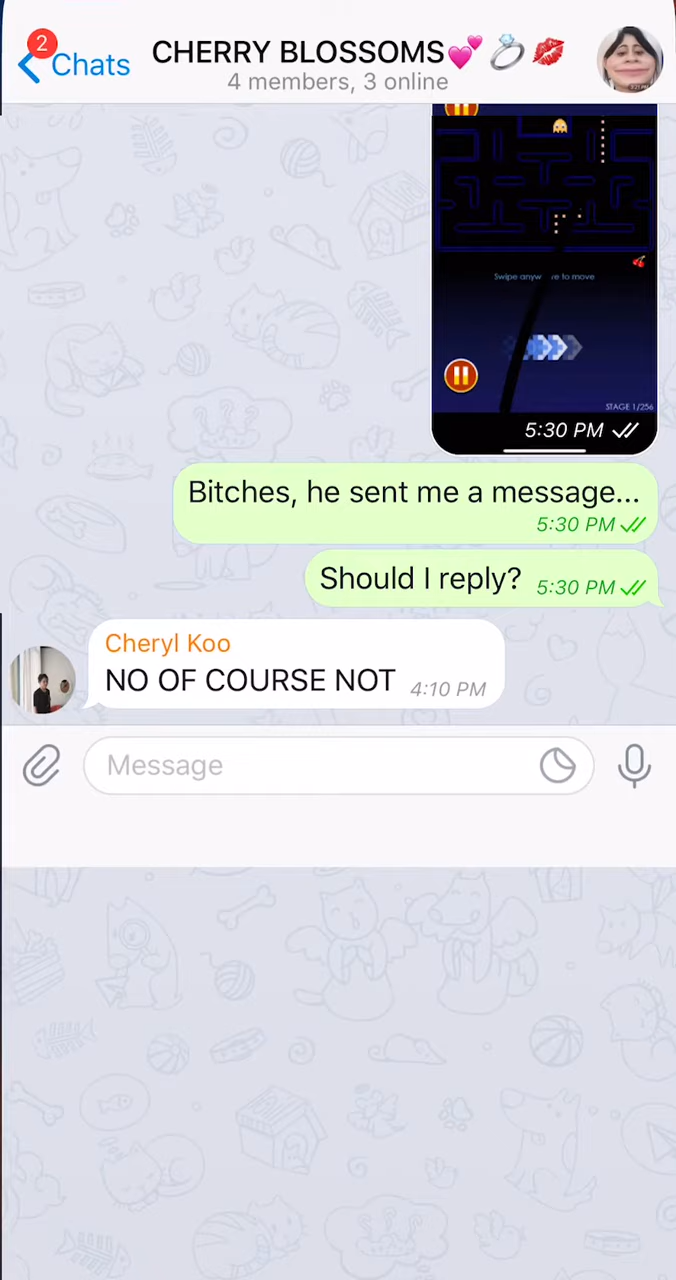 2
Chats
CHERRY BLOSSOMS💕💍💋
4 members, 3 online
Swipe anyw re to move
STAGE 1/256
5:30 PM
Bitches, he sent me a message...
5:30 PM
Should I reply? 5:30 PM
Cheryl Koo
NO OF COURSE NOT 4:10 PM
Message